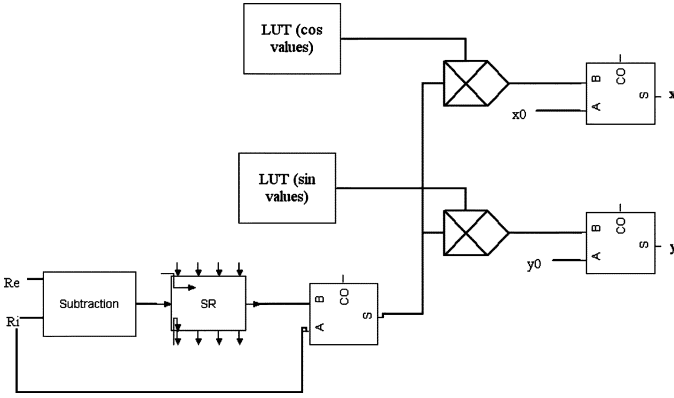 LUT (cos
values)
B
CO
A
S
x0
x
LUT (sin
values)
B
CO
A
S
y0
y
Re
Ri
Subtraction
SR
B
CO
A
S